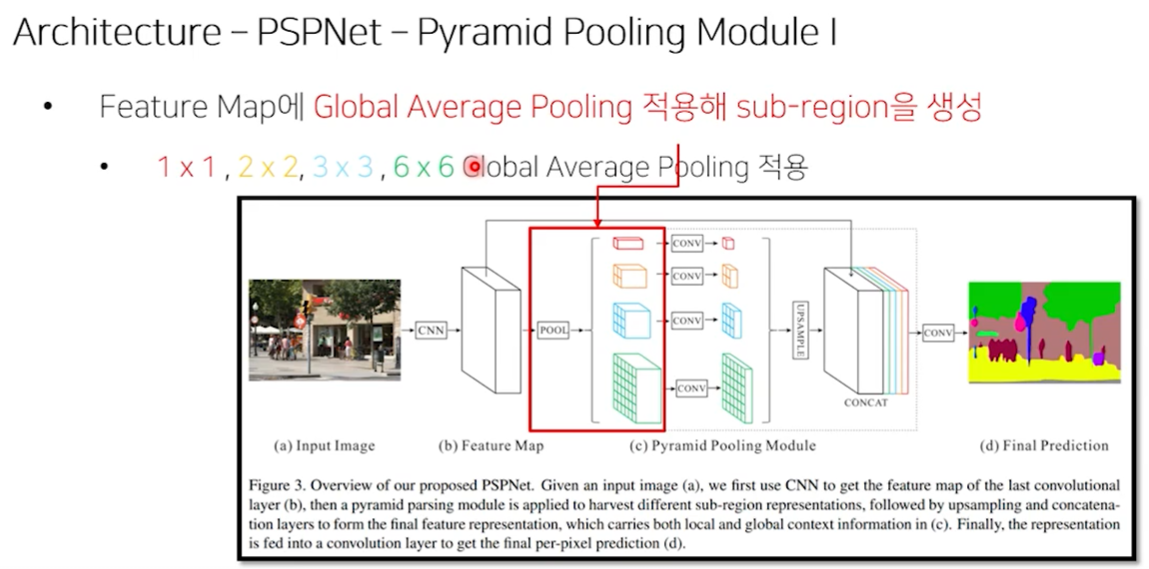 Architecture – PSPNet – Pyramid Pooling Module I
• Feature Map에 Global Average Pooling 적용해 sub-region을 생성
• 1 x 1 , 2 x 2, 3 x 3 , 6 x 6 Global Average Pooling 적용
CNN
POOL
CONV
CONV
CONV
CONV
UPSAMPLE
CONCAT
CONV
(a) Input Image
(b) Feature Map
(c) Pyramid Pooling Module
(d) Final Prediction
Figure 3. Overview of our proposed PSPNet. Given an input image (a), we first use CNN to get the feature map of the last convolutional
layer (b), then a pyramid parsing module is applied to harvest different sub-region representations, followed by upsampling and concatena-
tion layers to form the final feature representation, which carries both local and global context information in (c). Finally, the representation
is fed into a convolution layer to get the final per-pixel prediction (d).